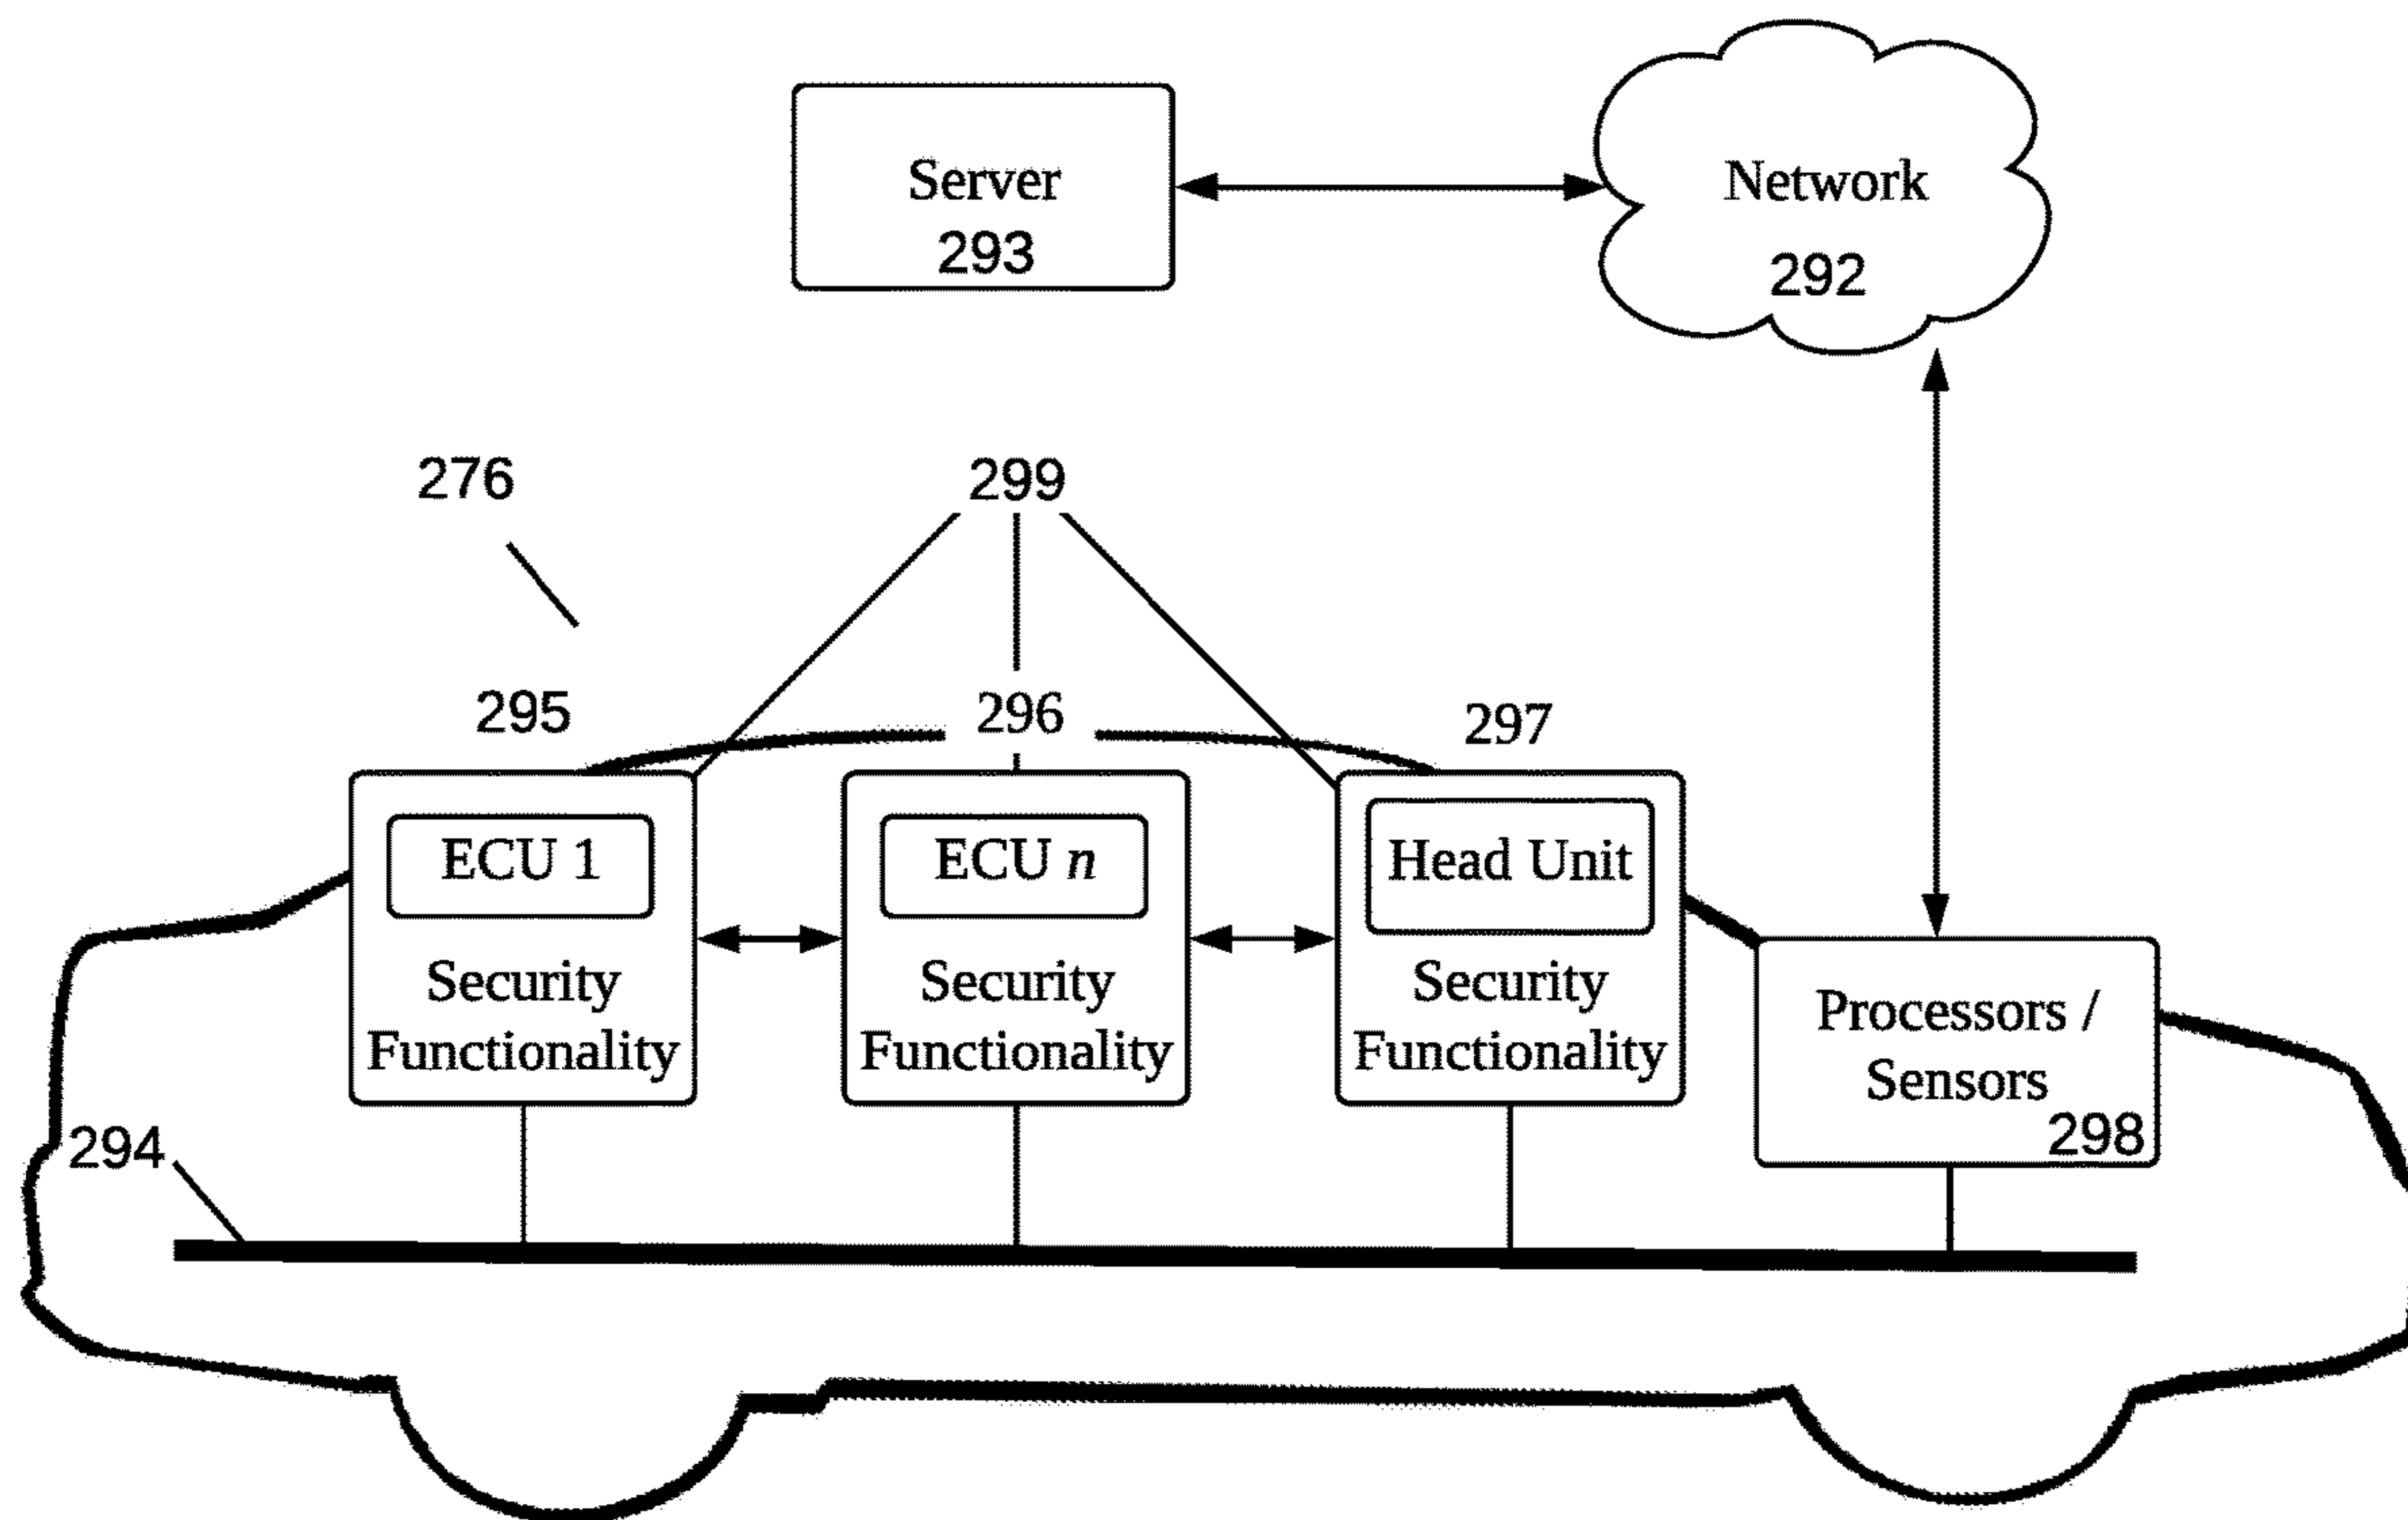 Server
293
Network
292
276
299
295
296
297
ECU 1
Security
Functionality
ECU n
Security
Functionality
Head Unit
Security
Functionality
Processors /
Sensors
298
294